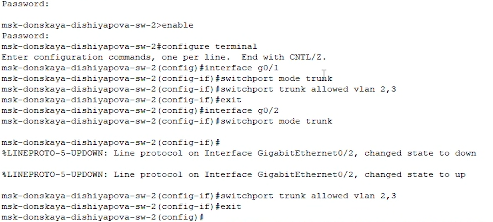 Password:
msk-donskaya-dishiyapova-sw-2>enable
Password:
msk-donskaya-dishiyapova-sw-2#configure terminal
Enter configuration commands, one per line.  End with CNTL/Z.
msk-donskaya-dishiyapova-sw-2(config)#interface g0/1
msk-donskaya-dishiyapova-sw-2(config-if)#switchport mode trunk
msk-donskaya-dishiyapova-sw-2(config-if)#switchport trunk allowed vlan 2,3
msk-donskaya-dishiyapova-sw-2(config-if)#exit
msk-donskaya-dishiyapova-sw-2(config)#interface g0/2
msk-donskaya-dishiyapova-sw-2(config-if)#switchport mode trunk
msk-donskaya-dishiyapova-sw-2(config-if)#
%LINEPROTO-5-UPDOWN: Line protocol on Interface GigabitEthernet0/2, changed state to down
%LINEPROTO-5-UPDOWN: Line protocol on Interface GigabitEthernet0/2, changed state to up
msk-donskaya-dishiyapova-sw-2(config-if)#switchport trunk allowed vlan 2,3
msk-donskaya-dishiyapova-sw-2(config-if)#exit
msk-donskaya-dishiyapova-sw-2(config)#